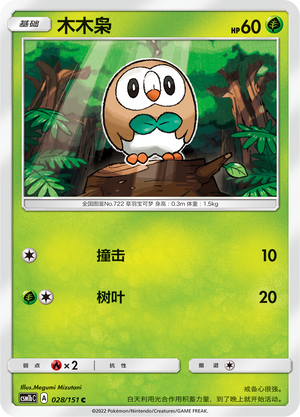 基础 木木枭 HP60
全国图鉴No.722 草羽宝可梦 身高：0.3m 体重：1.5kg
撞击 10
树叶 20
弱点 ×2 抗性 撤退
Illus.Megumi Mizutani
csm1bC A 028/151 C
白天利用光合作用积蓄力量，到了晚上就开始活动。
©2022 Pokémon/Nintendo/Creatures/GAME FREAK.